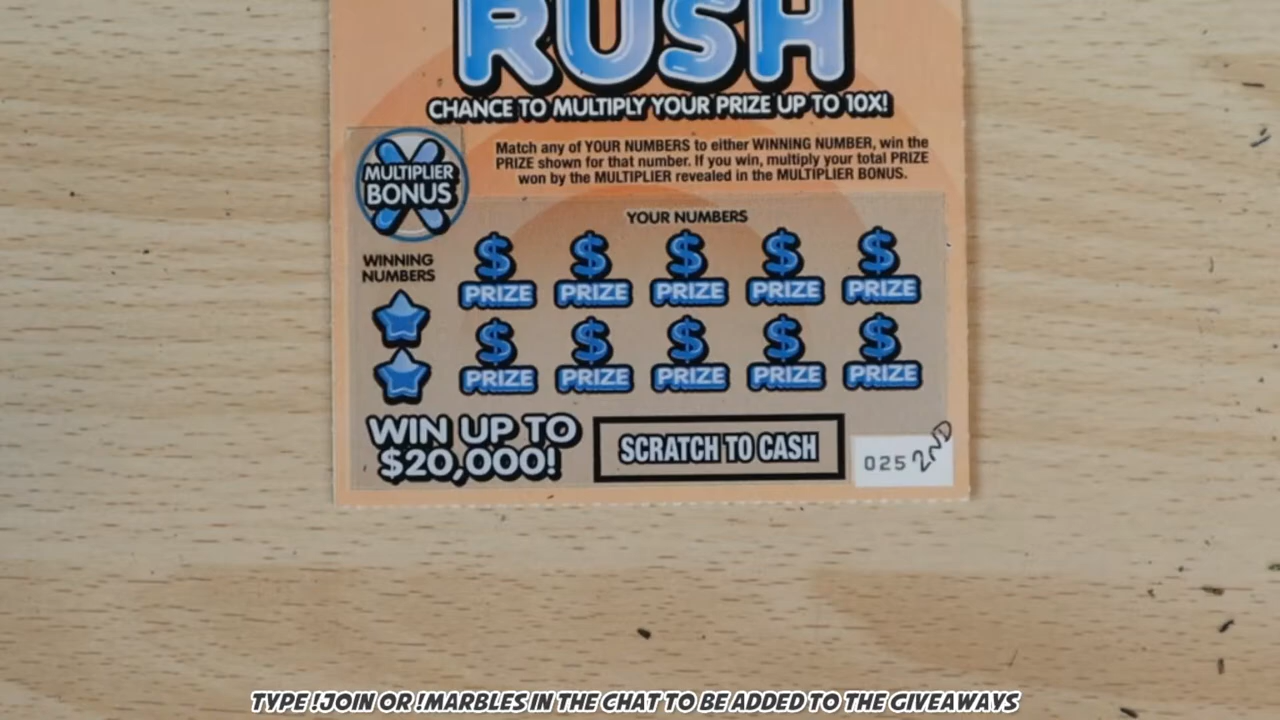 RUSH
CHANCE TO MULTIPLY YOUR PRIZE UP TO 10X!
Match any of YOUR NUMBERS to either WINNING NUMBER, win the
PRIZE shown for that number. If you win, multiply your total PRIZE
won by the MULTIPLIER revealed in the MULTIPLIER BONUS.
MULTIPLIER
BONUS
YOUR NUMBERS
WINNING
NUMBERS
$ $ $ $ $
PRIZE PRIZE PRIZE PRIZE PRIZE
$ $ $ $ $
PRIZE PRIZE PRIZE PRIZE PRIZE
WIN UP TO
$20,000!
SCRATCH TO CASH
025 2ND
TYPE !JOIN OR !MARBLES IN THE CHAT TO BE ADDED TO THE GIVEAWAYS